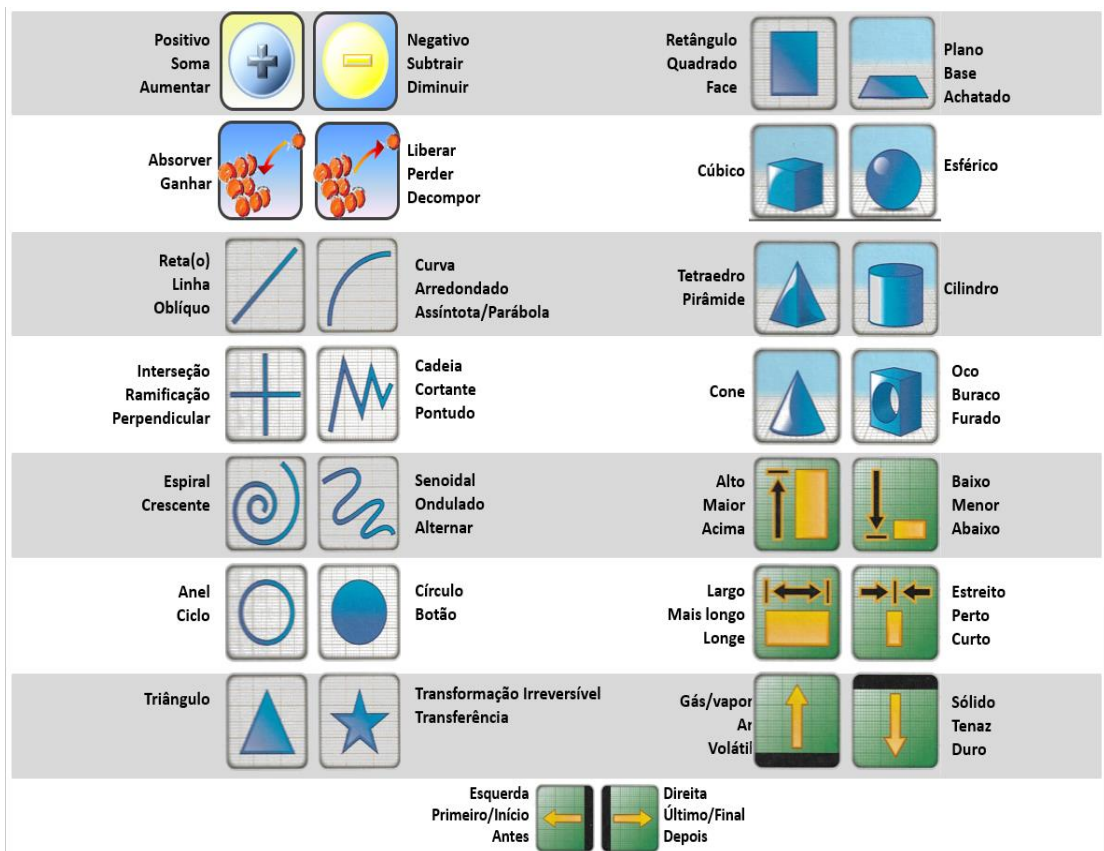 Positivo
Soma
Aumentar
Negativo
Subtrair
Diminuir
Retângulo
Quadrado
Face
Plano
Base
Achatado
Absorver
Ganhar
Liberar
Perder
Decompor
Cúbico
Esférico
Reta(o)
Linha
Oblíquo
Curva
Arredondado
Assíntota/Parábola
Tetraedro
Pirâmide
Cilindro
Interseção
Ramificação
Perpendicular
Cadeia
Cortante
Pontudo
Cone
Oco
Buraco
Furado
Espiral
Crescente
Senoidal
Ondulado
Alternar
Alto
Maior
Acima
Baixo
Menor
Abaixo
Anel
Ciclo
Círculo
Botão
Largo
Mais longo
Longe
Estreito
Perto
Curto
Triângulo
Transformação Irreversível
Transferência
Gás/vapor
Ar
Volátil
Sólido
Tenaz
Duro
Esquerda
Primeiro/Início
Antes
Direita
Último/Final
Depois